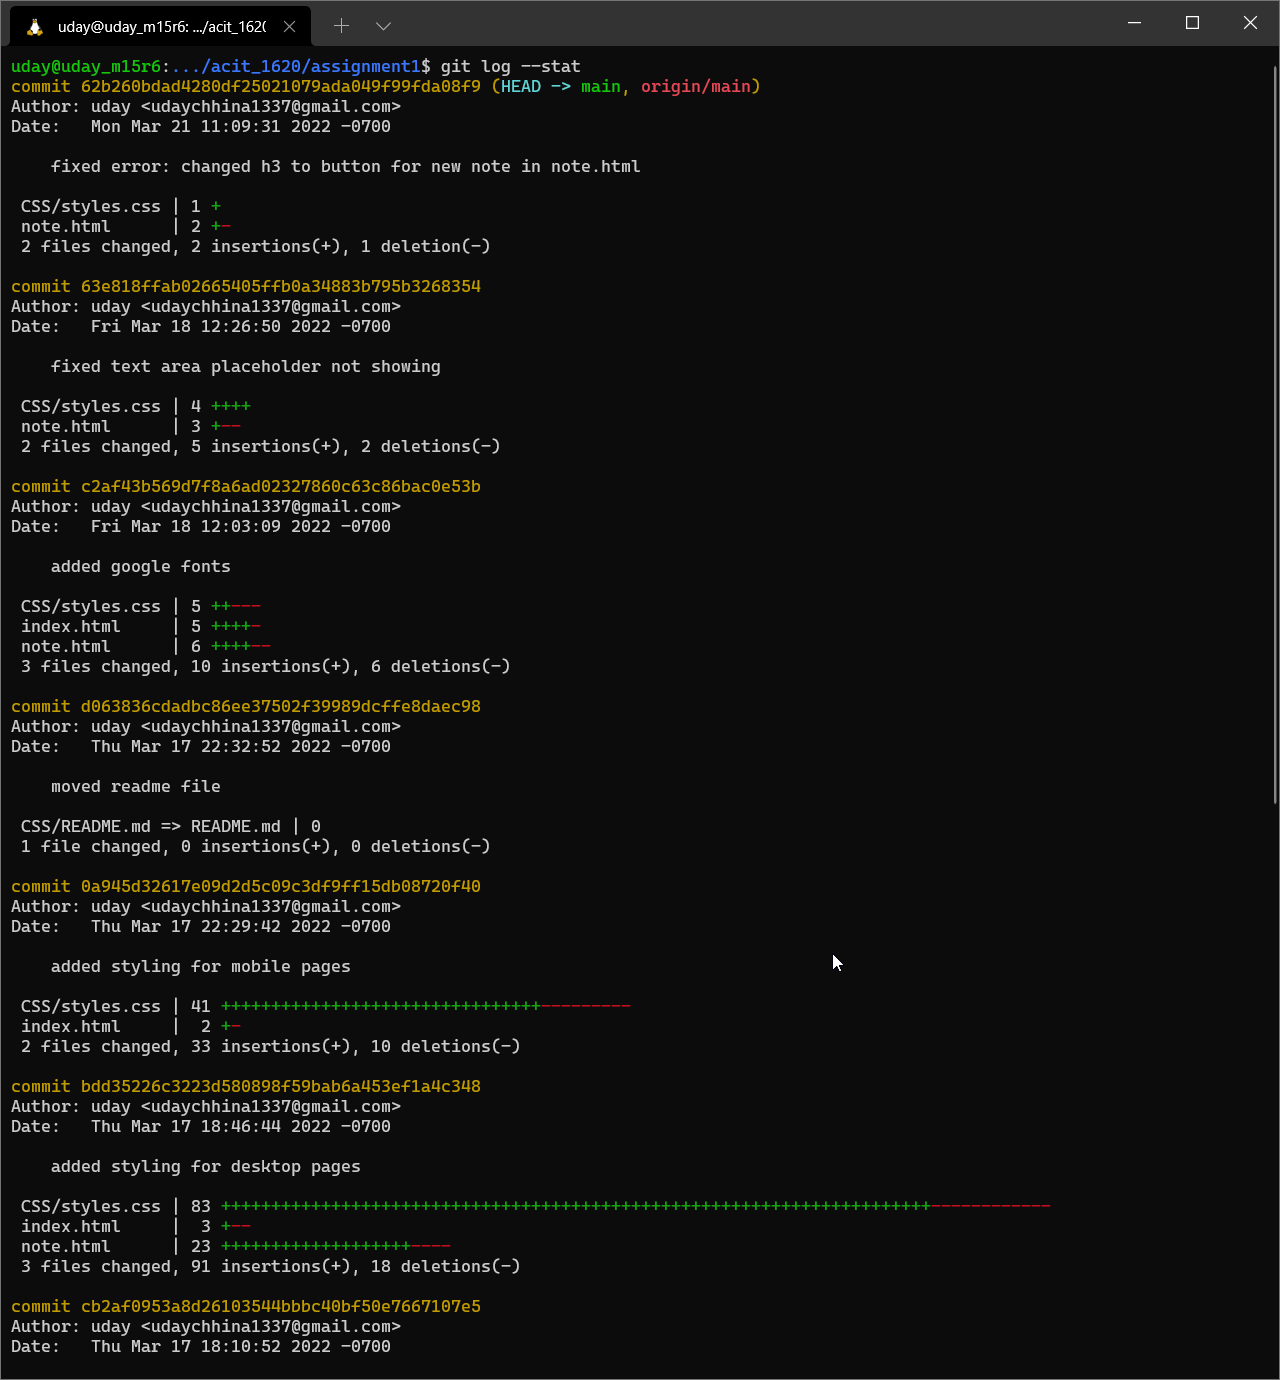 uday@uday_m15r6: .../acit_1620
uday@uday_m15r6:.../acit_1620/assignment1$ git log --stat
commit 62b260bdad4280df25021079ada049f99fda08f9 (HEAD -> main, origin/main)
Author: uday <udaychhina1337@gmail.com>
Date:   Mon Mar 21 11:09:31 2022 -0700
    fixed error: changed h3 to button for new note in note.html
 CSS/styles.css | 1 +
 note.html      | 2 +-
 2 files changed, 2 insertions(+), 1 deletion(-)
commit 63e818ffab02665405ffb0a34883b795b3268354
Author: uday <udaychhina1337@gmail.com>
Date:   Fri Mar 18 12:26:50 2022 -0700
    fixed text area placeholder not showing
 CSS/styles.css | 4 ++++
 note.html      | 3 +--
 2 files changed, 5 insertions(+), 2 deletions(-)
commit c2af43b569d7f8a6ad02327860c63c86bac0e53b
Author: uday <udaychhina1337@gmail.com>
Date:   Fri Mar 18 12:03:09 2022 -0700
    added google fonts
 CSS/styles.css | 5 ++---
 index.html     | 5 ++++-
 note.html      | 6 ++++--
 3 files changed, 10 insertions(+), 6 deletions(-)
commit d063836cdadbc86ee37502f39989dcffe8daec98
Author: uday <udaychhina1337@gmail.com>
Date:   Thu Mar 17 22:32:52 2022 -0700
    moved readme file
 CSS/README.md => README.md | 0
 1 file changed, 0 insertions(+), 0 deletions(-)
commit 0a945d32617e09d2d5c09c3df9ff15db08720f40
Author: uday <udaychhina1337@gmail.com>
Date:   Thu Mar 17 22:29:42 2022 -0700
    added styling for mobile pages
 CSS/styles.css | 41 ++++++++++++++++++++++++++++++++---------
 index.html     |  2 +-
 2 files changed, 33 insertions(+), 10 deletions(-)
commit bdd35226c3223d580898f59bab6a453ef1a4c348
Author: uday <udaychhina1337@gmail.com>
Date:   Thu Mar 17 18:46:44 2022 -0700
    added styling for desktop pages
 CSS/styles.css | 83 +++++++++++++++++++++++++++++++++++++++++++++++++++++++++++++++++++++++------------
 index.html     |  3 +--
 note.html      | 23 +++++++++++++++++++----
 3 files changed, 91 insertions(+), 18 deletions(-)
commit cb2af0953a8d26103544bbbc40bf50e7667107e5
Author: uday <udaychhina1337@gmail.com>
Date:   Thu Mar 17 18:10:52 2022 -0700